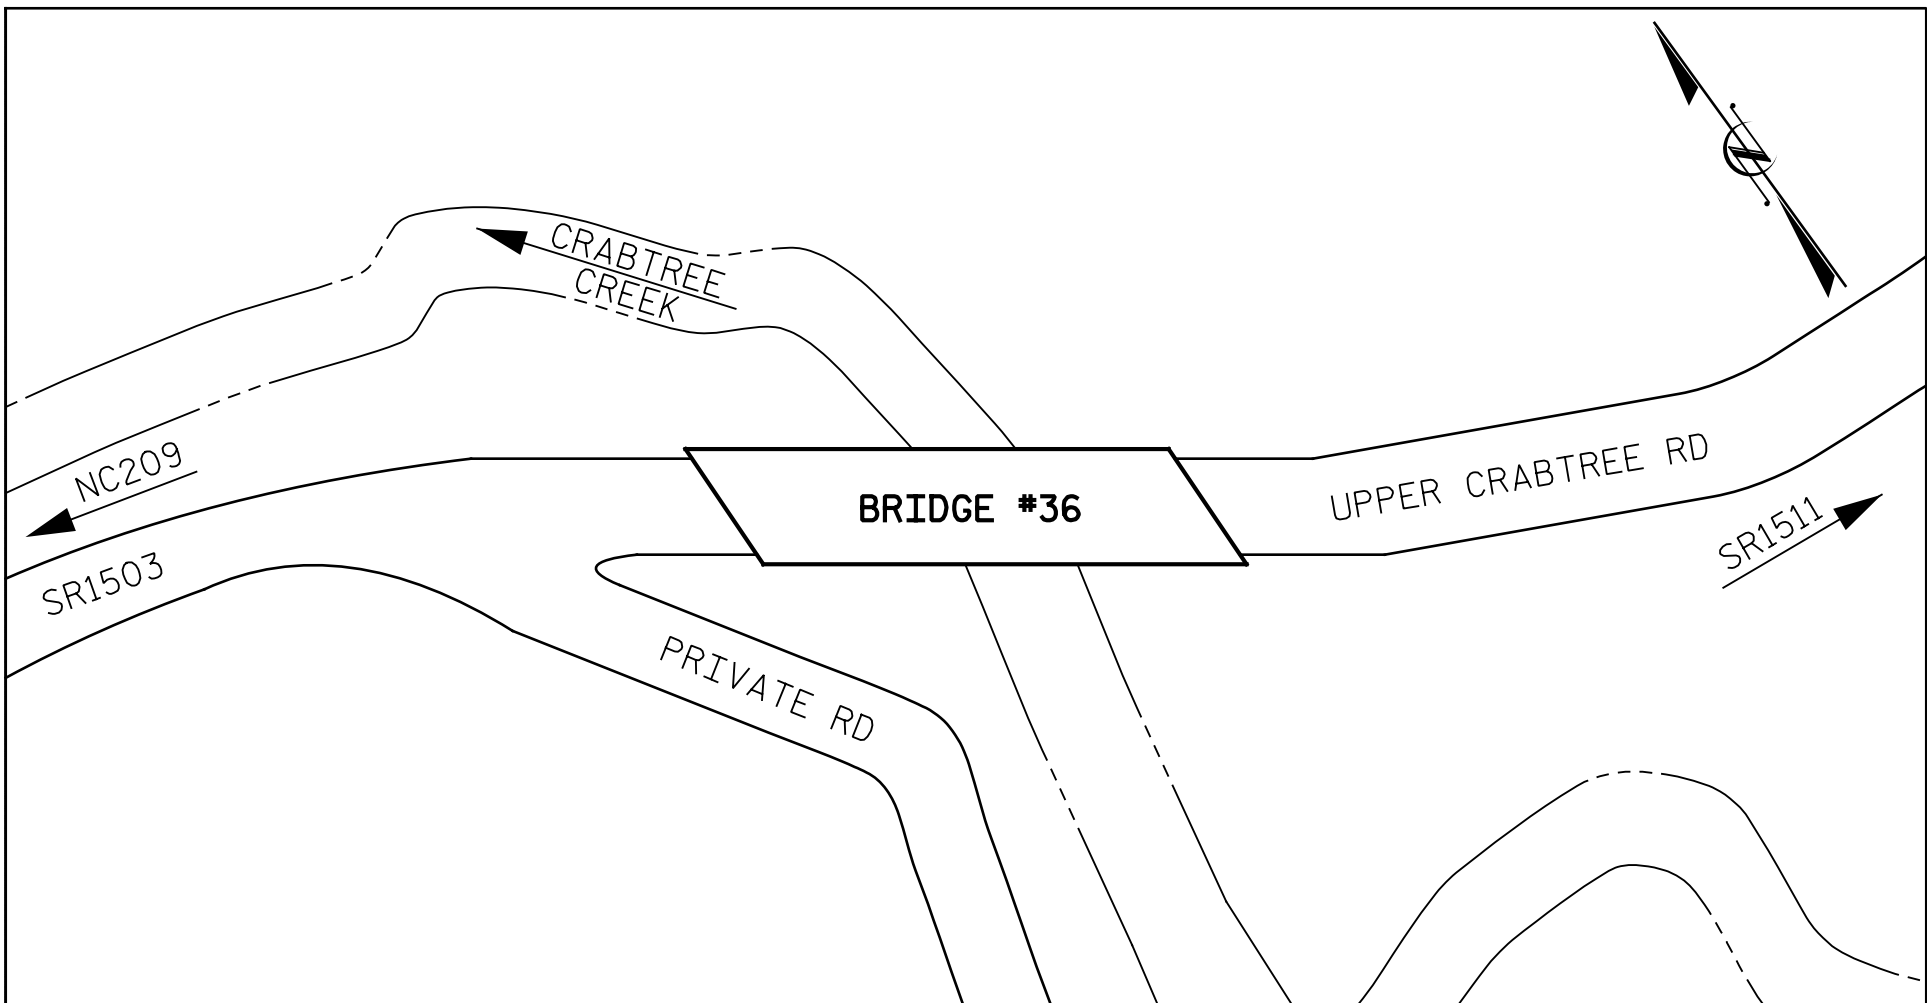 N
CRABTREE
CREEK
NC209
SR1503
BRIDGE #36
UPPER CRABTREE RD
SR1511
PRIVATE RD